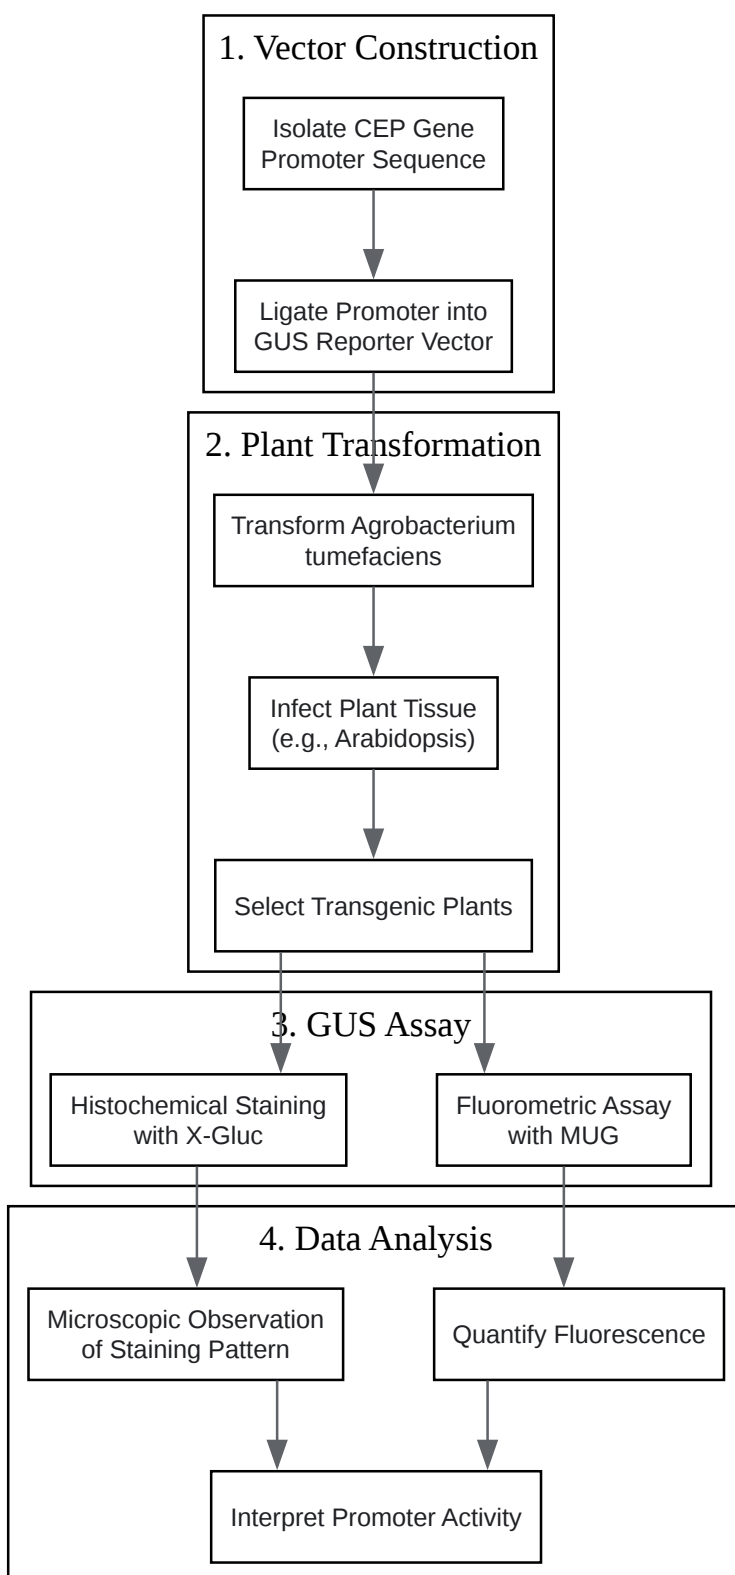 1. Vector Construction
Isolate CEP Gene
Promoter Sequence
Ligate Promoter into
GUS Reporter Vector
2. Plant Transformation
Transform Agrobacterium
tumefaciens
Infect Plant Tissue
(e.g., Arabidopsis)
Select Transgenic Plants
3. GUS Assay
Histochemical Staining
with X-Gluc
Fluorometric Assay
with MUG
4. Data Analysis
Microscopic Observation
of Staining Pattern
Quantify Fluorescence
Interpret Promoter Activity